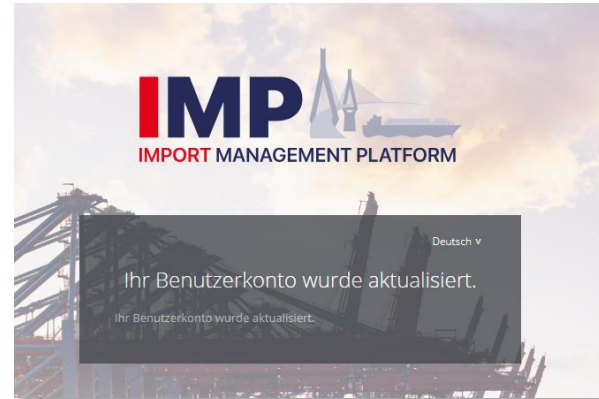 IMP
IMPORT MANAGEMENT PLATFORM
Deutsch v
Ihr Benutzerkonto wurde aktualisiert.
Ihr Benutzerkonto wurde aktualisiert.